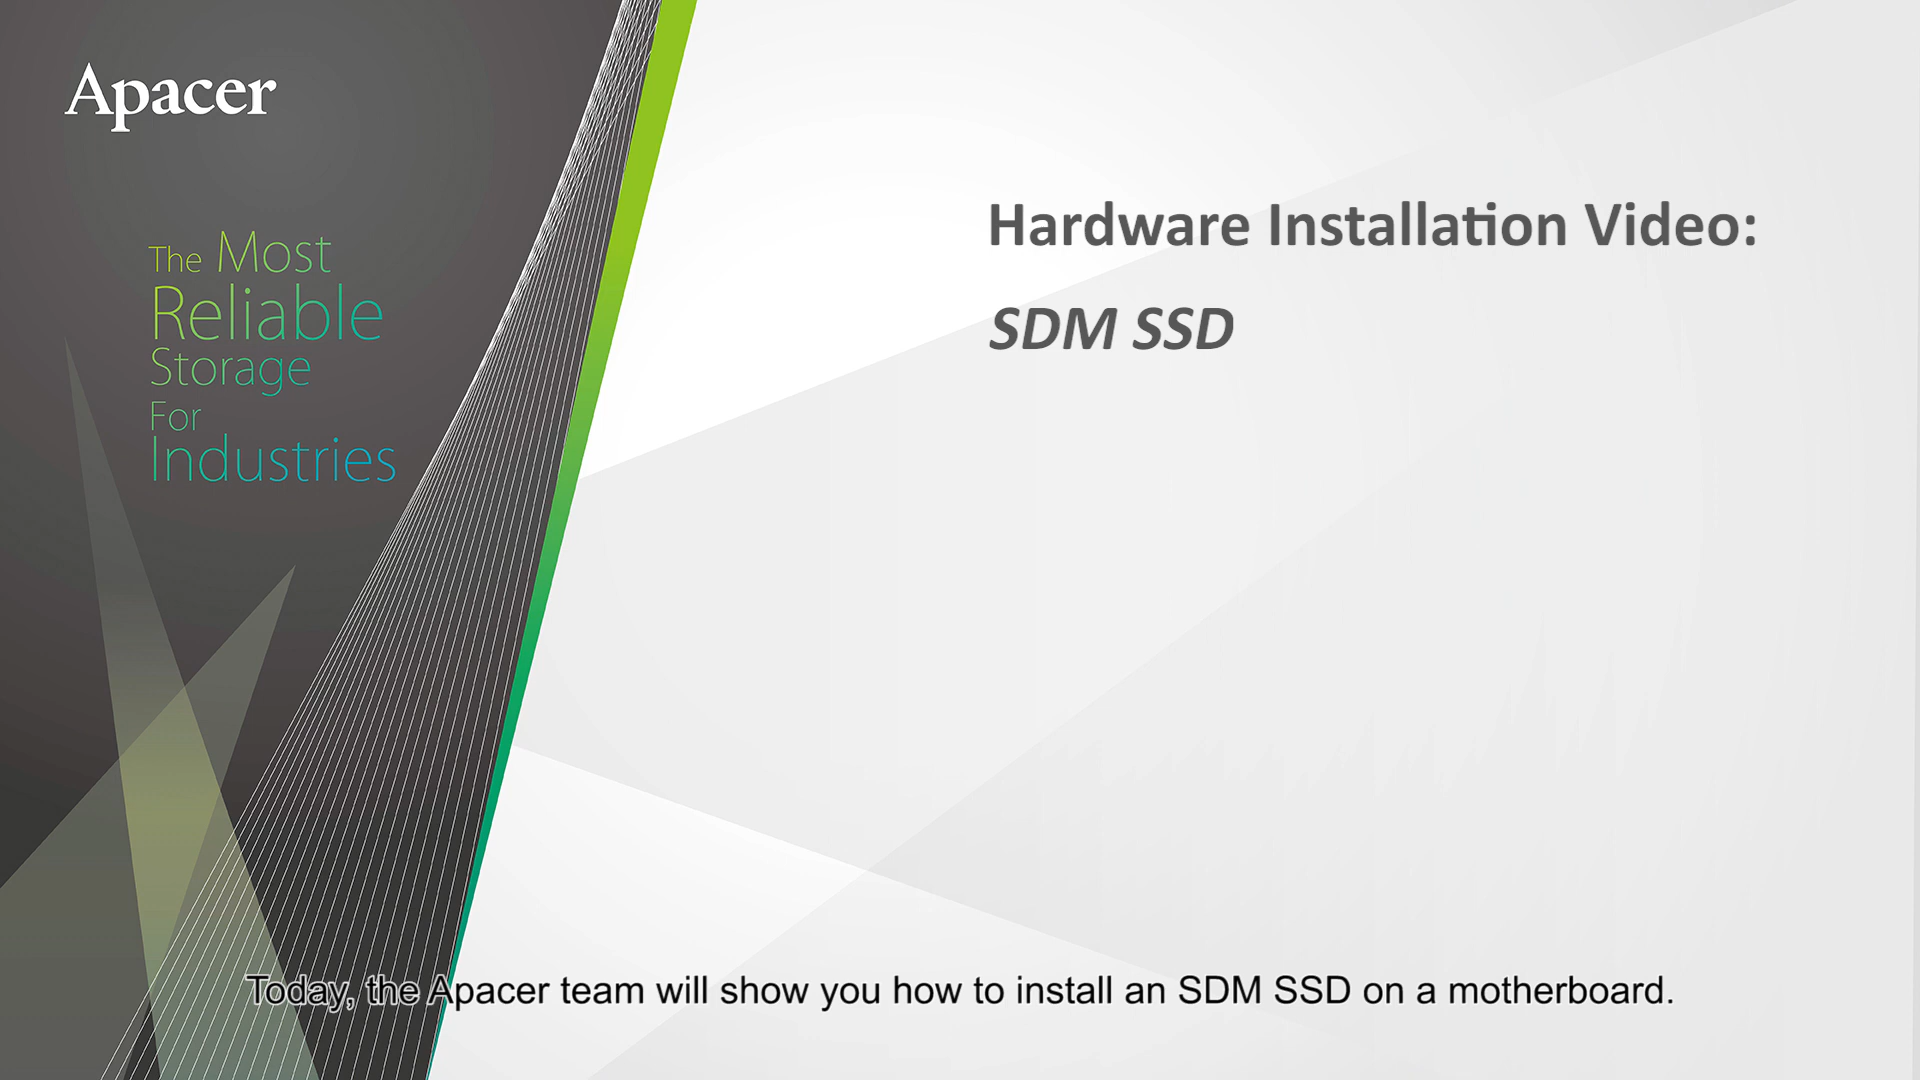 Apacer
The Most
Reliable
Storage
For
Industries
Hardware Installation Video:
SDM SSD
Today, the Apacer team will show you how to install an SDM SSD on a motherboard.